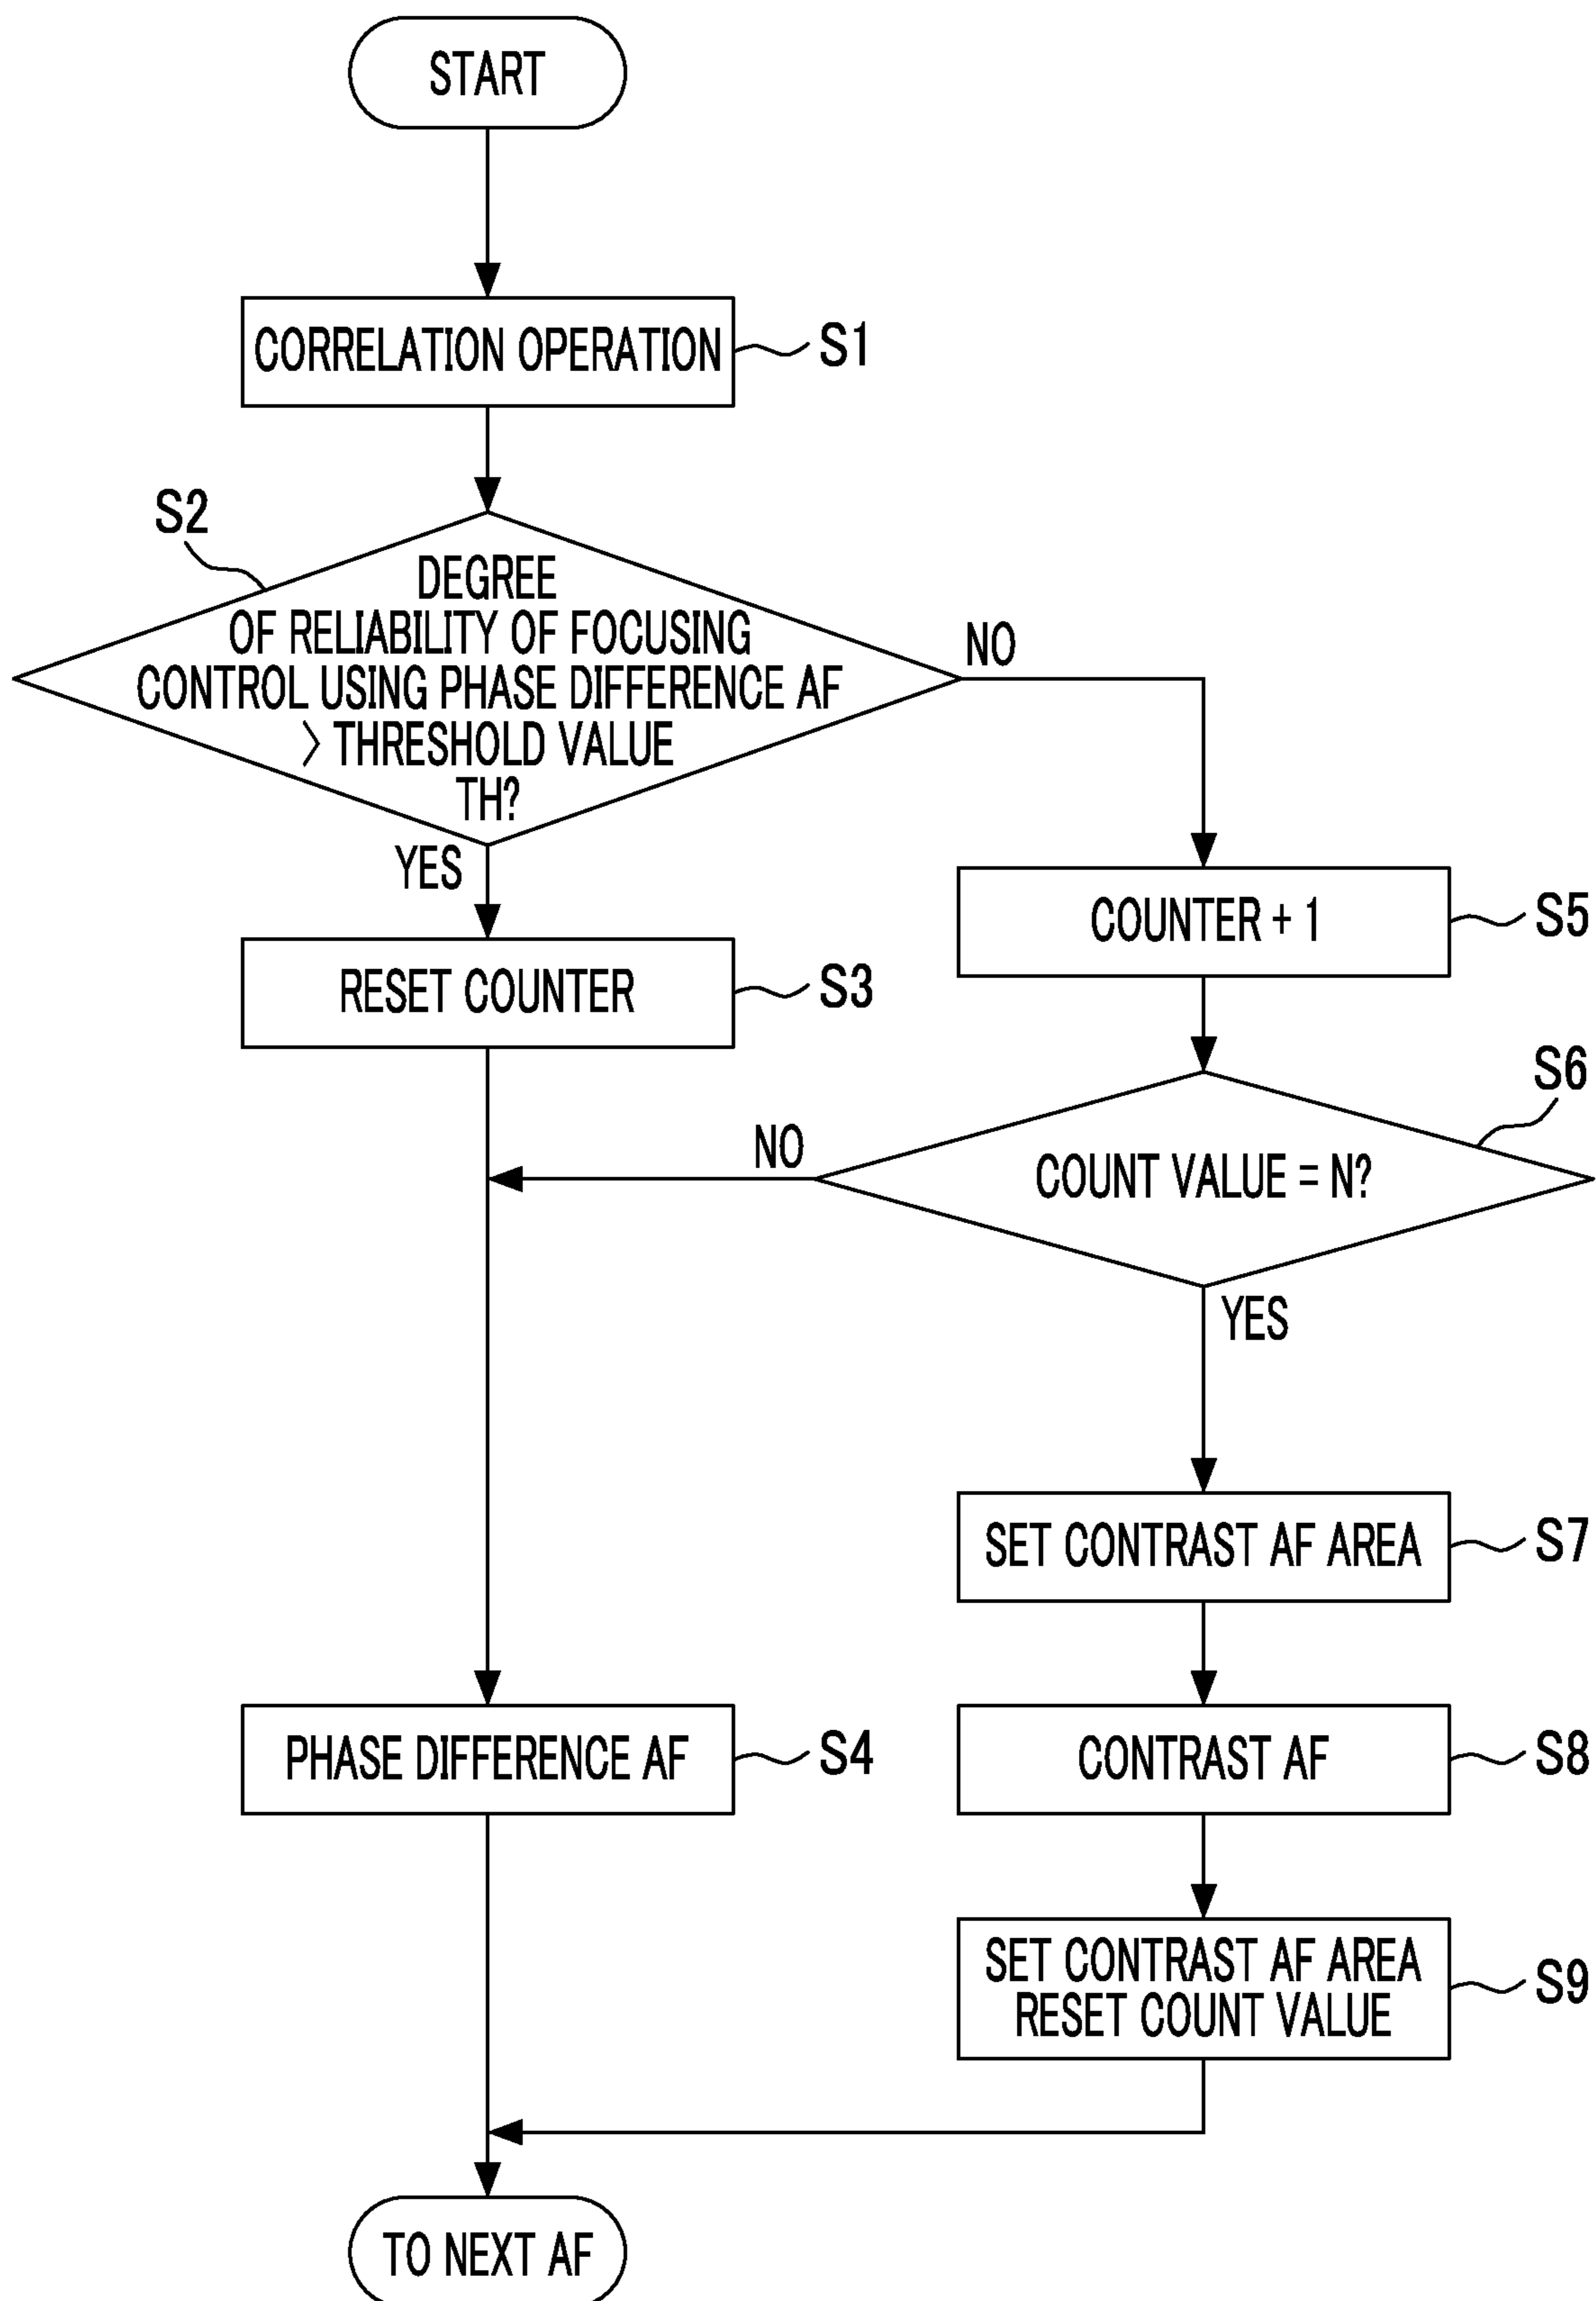 START
CORRELATION OPERATION
S1
S2
DEGREE
OF RELIABILITY OF FOCUSING
CONTROL USING PHASE DIFFERENCE AF
> THRESHOLD VALUE
TH?
NO
YES
COUNTER + 1
S5
RESET COUNTER
S3
S6
NO
COUNT VALUE = N?
YES
SET CONTRAST AF AREA
S7
PHASE DIFFERENCE AF
S4
CONTRAST AF
S8
SET CONTRAST AF AREA
RESET COUNT VALUE
S9
TO NEXT AF